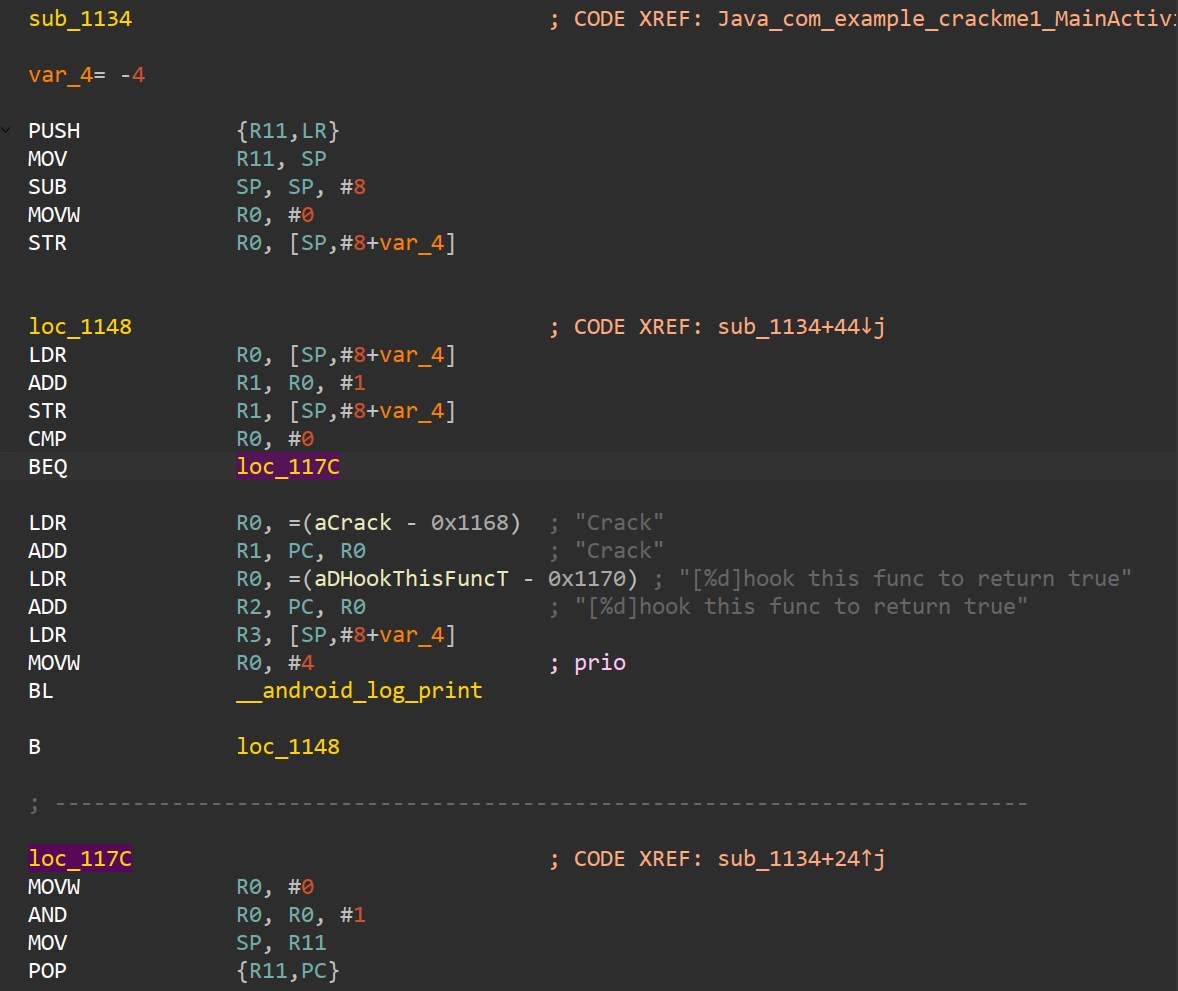 sub_1134 ; CODE XREF: Java_com_example_crackme1_MainActiv
var_4= -4
PUSH {R11,LR}
MOV R11, SP
SUB SP, SP, #8
MOVW R0, #0
STR R0, [SP,#8+var_4]
loc_1148 ; CODE XREF: sub_1134+44↓j
LDR R0, [SP,#8+var_4]
ADD R1, R0, #1
STR R1, [SP,#8+var_4]
CMP R0, #0
BEQ loc_117C
LDR R0, =(aCrack - 0x1168) ; "Crack"
ADD R1, PC, R0 ; "Crack"
LDR R0, =(aDHookThisFuncT - 0x1170) ; "[%d]hook this func to return true"
ADD R2, PC, R0 ; "[%d]hook this func to return true"
LDR R3, [SP,#8+var_4]
MOVW R0, #4 ; prio
BL __android_log_print
B loc_1148
; ---------------------------------------------------------------------------
loc_117C ; CODE XREF: sub_1134+24↑j
MOVW R0, #0
AND R0, R0, #1
MOV SP, R11
POP {R11,PC}